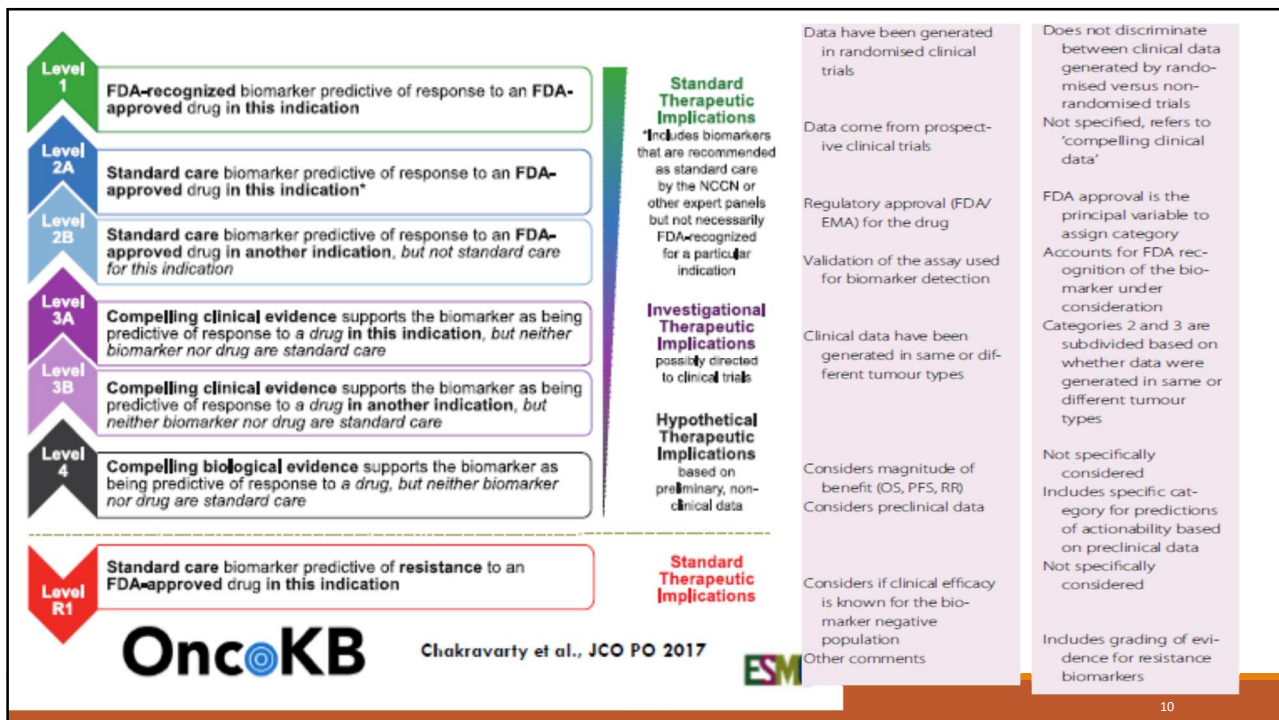 Level
1
FDA-recognized biomarker predictive of response to an FDA-
approved drug in this indication
Level
2A
Standard care biomarker predictive of response to an FDA-
approved drug in this indication*
Level
2B
Standard care biomarker predictive of response to an FDA-
approved drug in another indication, but not standard care
for this indication
Level
3A
Compelling clinical evidence supports the biomarker as being
predictive of response to a drug in this indication, but neither
biomarker nor drug are standard care
Level
3B
Compelling clinical evidence supports the biomarker as being
predictive of response to a drug in another indication, but
neither biomarker nor drug are standard care
Level
4
Compelling biological evidence supports the biomarker as
being predictive of response to a drug, but neither biomarker
nor drug are standard care
Level
R1
Standard care biomarker predictive of resistance to an
FDA-approved drug in this indication
Standard
Therapeutic
Implications
*Includes biomarkers
that are recommended
as standard care
by the NCCN or
other expert panels
but not necessarily
FDA-recognized
for a particular
indication
Investigational
Therapeutic
Implications
possibly directed
to clinical trials
Hypothetical
Therapeutic
Implications
based on
preliminary, non-
clinical data
Standard
Therapeutic
Implications
OncoKB
Chakravarty et al., JCO PO 2017
ESM
Data have been generated
in randomised clinical
trials
Data come from prospect-
ive clinical trials
Regulatory approval (FDA/
EMA) for the drug
Validation of the assay used
for biomarker detection
Clinical data have been
generated in same or dif-
ferent tumour types
Considers magnitude of
benefit (OS, PFS, RR)
Considers preclinical data
Considers if clinical efficacy
is known for the bio-
marker negative
population
Other comments
Does not discriminate
between clinical data
generated by rando-
mised versus non-
randomised trials
Not specified, refers to
‘compelling clinical
data’
FDA approval is the
principal variable to
assign category
Accounts for FDA rec-
ognition of the bio-
marker under
consideration
Categories 2 and 3 are
subdivided based on
whether data were
generated in same or
different tumour
types
Not specifically
considered
Includes specific cat-
egory for predictions
of actionability based
on preclinical data
Not specifically
considered
Includes grading of evi-
dence for resistance
biomarkers
10